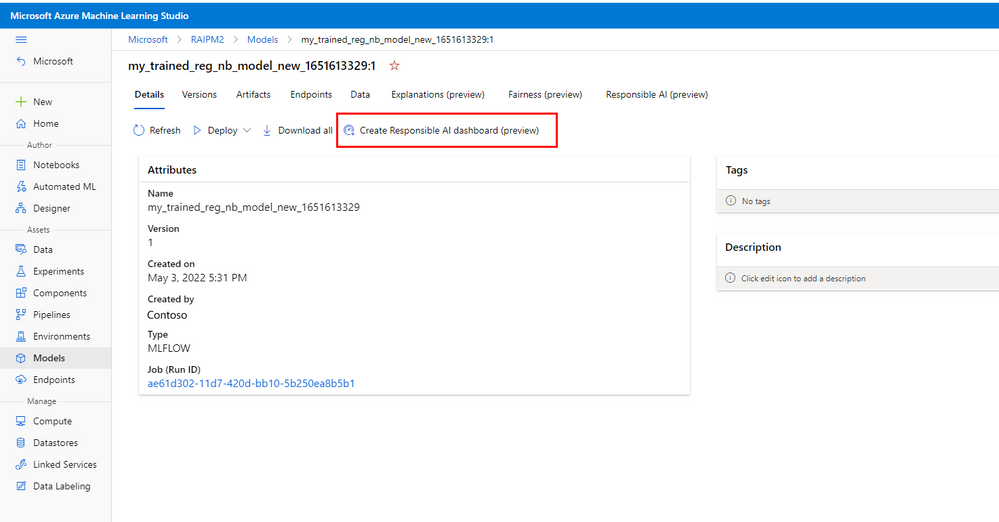 Microsoft Azure Machine Learning Studio
Microsoft > RAIPM2 > Models > my_trained_reg_nb_model_new_1651613329:1
Microsoft
my_trained_reg_nb_model_new_1651613329:1
Details Versions Artifacts Endpoints Data Explanations (preview) Fairness (preview) Responsible AI (preview)
Refresh Deploy Download all Create Responsible AI dashboard (preview)
New
Home
Author
Notebooks
Automated ML
Designer
Assets
Data
Experiments
Components
Pipelines
Environments
Models
Endpoints
Manage
Compute
Datastores
Linked Services
Data Labeling
Attributes
Name
my_trained_reg_nb_model_new_1651613329
Version
1
Created on
May 3, 2022 5:31 PM
Created by
Contoso
Type
MLFLOW
Job (Run ID)
ae61d302-11d7-420d-bb10-5b250ea8b5b1
Tags
No tags
Description
Click edit icon to add a description